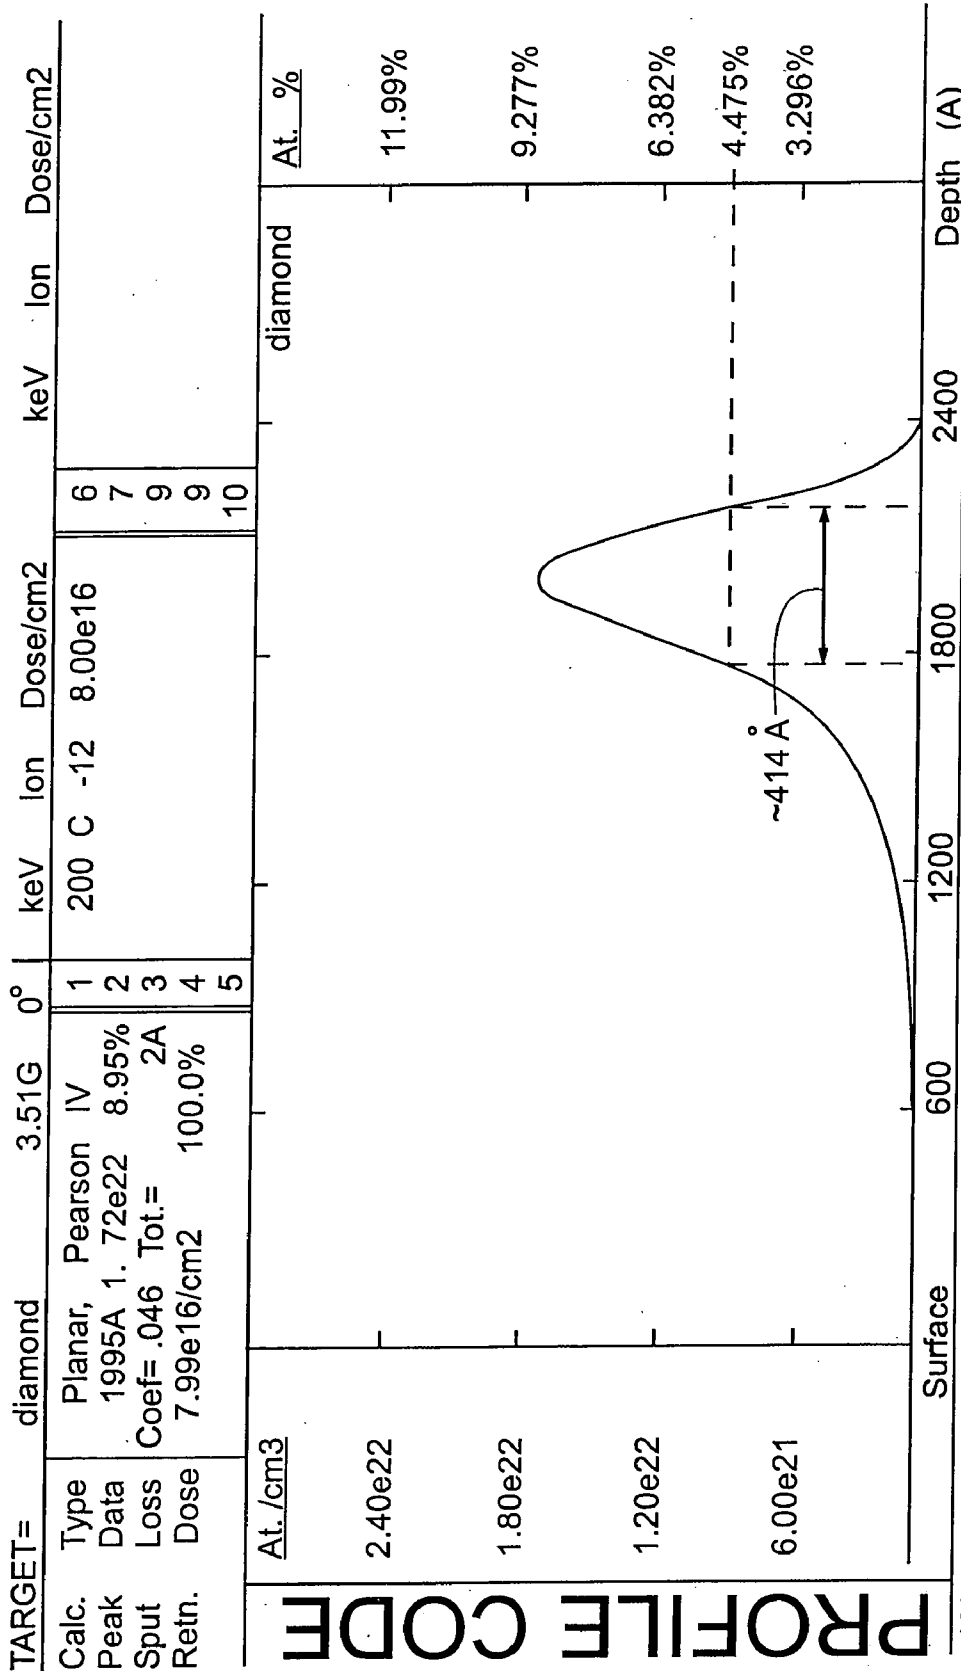 TARGET= diamond 3.51G 0° keV Ion Dose/cm2 keV Ion Dose/cm2
Calc. Type Planar, Pearson IV 1 200 C -12 8.00e16 6
Peak Data 1995A 1. 72e22 8.95% 2 7
Sput Loss Coef= .046 Tot.= 2A 3 9
Retn. Dose 7.99e16/cm2 100.0% 4 9
5 10
At./cm3 diamond At. %
2.40e22 11.99%
1.80e22 9.277%
1.20e22 6.382%
4.475%
6.00e21 ~414 Å 3.296%
Surface 600 1200 1800 2400 Depth (A)
PROFILE CODE